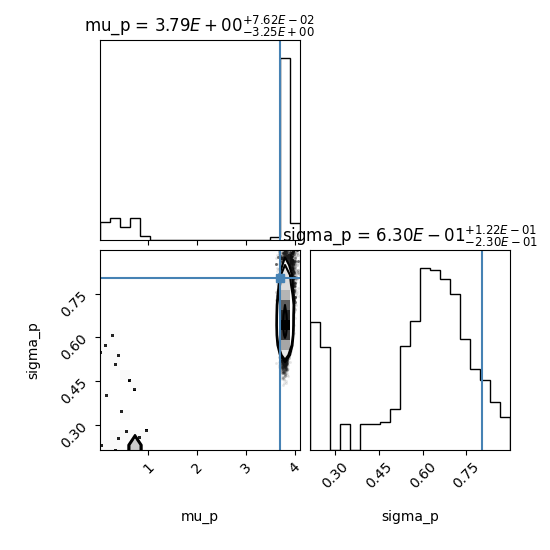 mu_p = 3.79E + 00+7.62E − 02 −3.25E + 00
sigma_p = 6.30E − 01+1.22E − 01 −2.30E − 01
0.75
0.60
0.45
0.30
sigma_p
1 2 3 4
0.30 0.45 0.60 0.75
mu_p
sigma_p